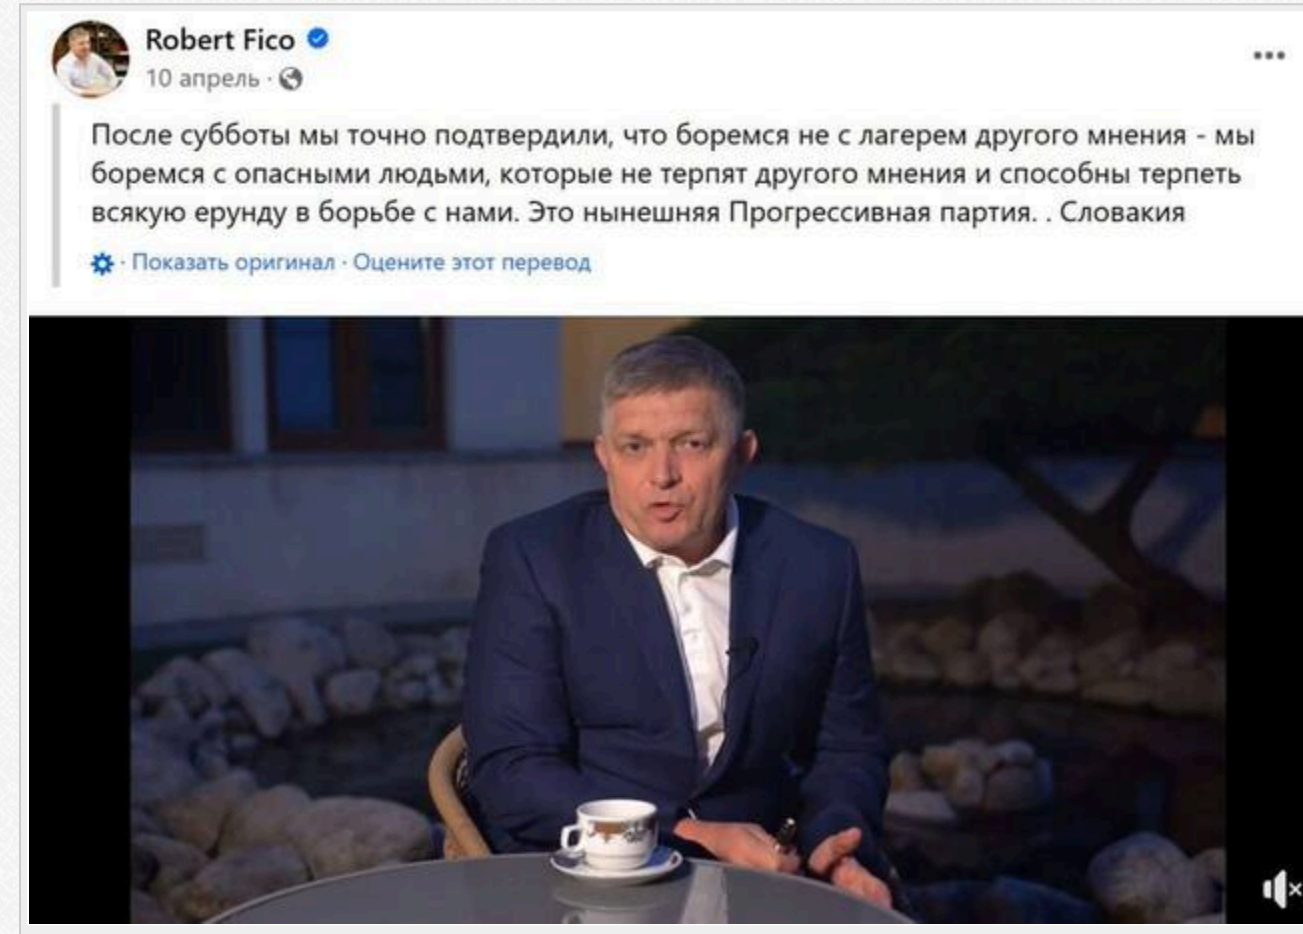 Robert Fico
10 апрель ·
После субботы мы точно подтвердили, что боремся не с лагерем другого мнения - мы
боремся с опасными людьми, которые не терпят другого мнения и способны терпеть
всякую ерунду в борьбе с нами. Это нынешняя Прогрессивная партия. . Словакия
· Показать оригинал · Оцените этот перевод